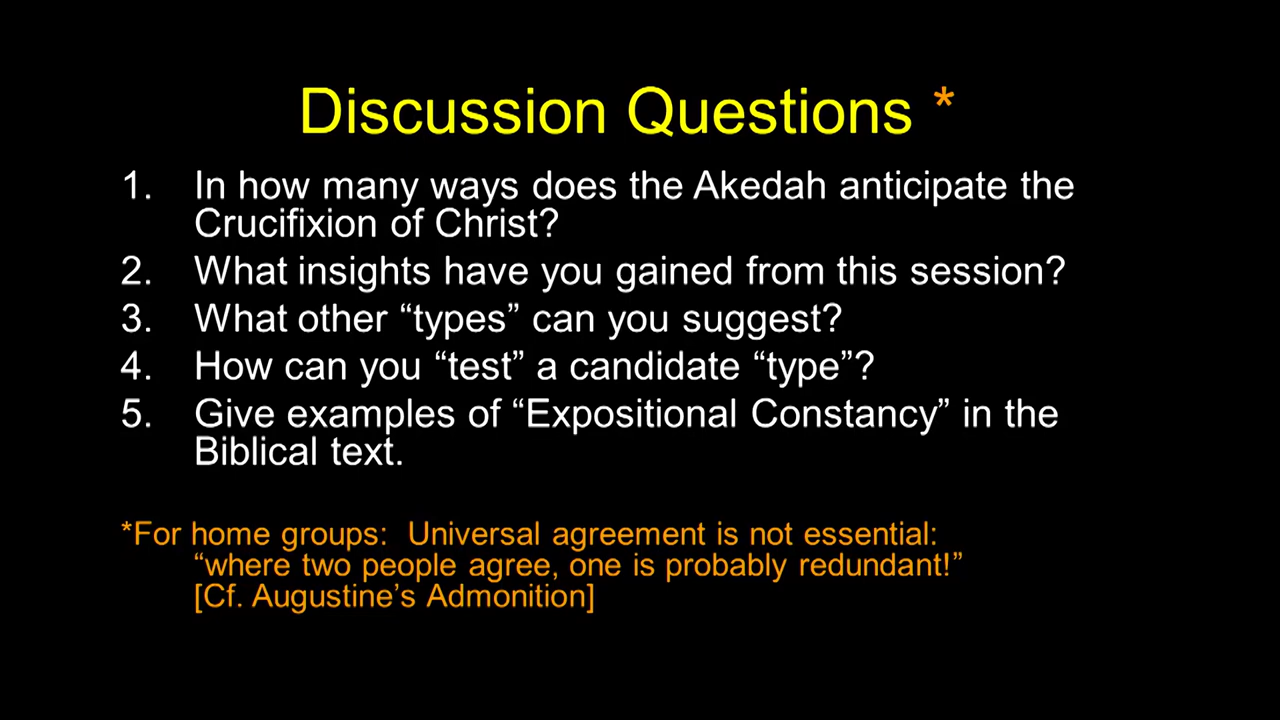 Discussion Questions *
1. In how many ways does the Akedah anticipate the
Crucifixion of Christ?
2. What insights have you gained from this session?
3. What other “types” can you suggest?
4. How can you “test” a candidate “type”?
5. Give examples of “Expositional Constancy” in the
Biblical text.
*For home groups: Universal agreement is not essential:
“where two people agree, one is probably redundant!”
[Cf. Augustine’s Admonition]